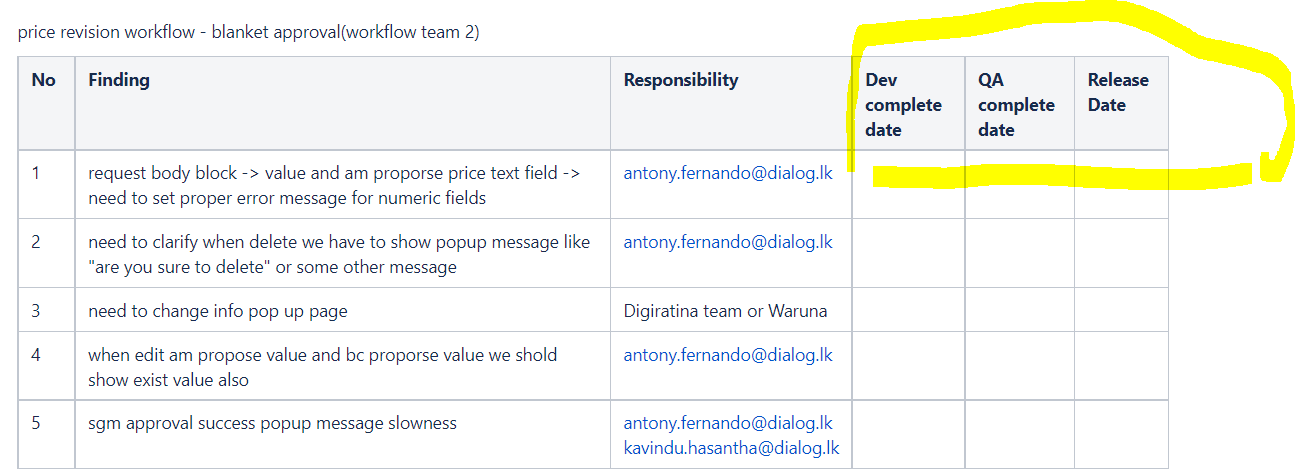 price revision workflow - blanket approval(workflow team 2)
No Finding Responsibility Dev complete date QA complete date Release Date
1 request body block -> value and am proporse price text field -> antony.fernando@dialog.lk
need to set proper error message for numeric fields
2 need to clarify when delete we have to show popup message like antony.fernando@dialog.lk
"are you sure to delete" or some other message
3 need to change info pop up page Digiratina team or Waruna
4 when edit am propose value and bc proporse value we shold antony.fernando@dialog.lk
show exist value also
5 sgm approval success popup message slowness antony.fernando@dialog.lk
kavindu.hasantha@dialog.lk